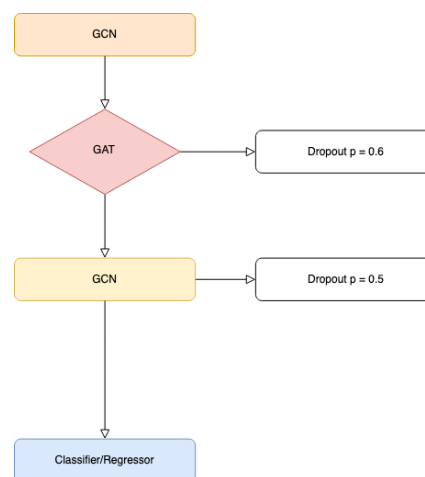 GCN
GAT
Dropout p = 0.6
GCN
Dropout p = 0.5
Classifier/Regressor